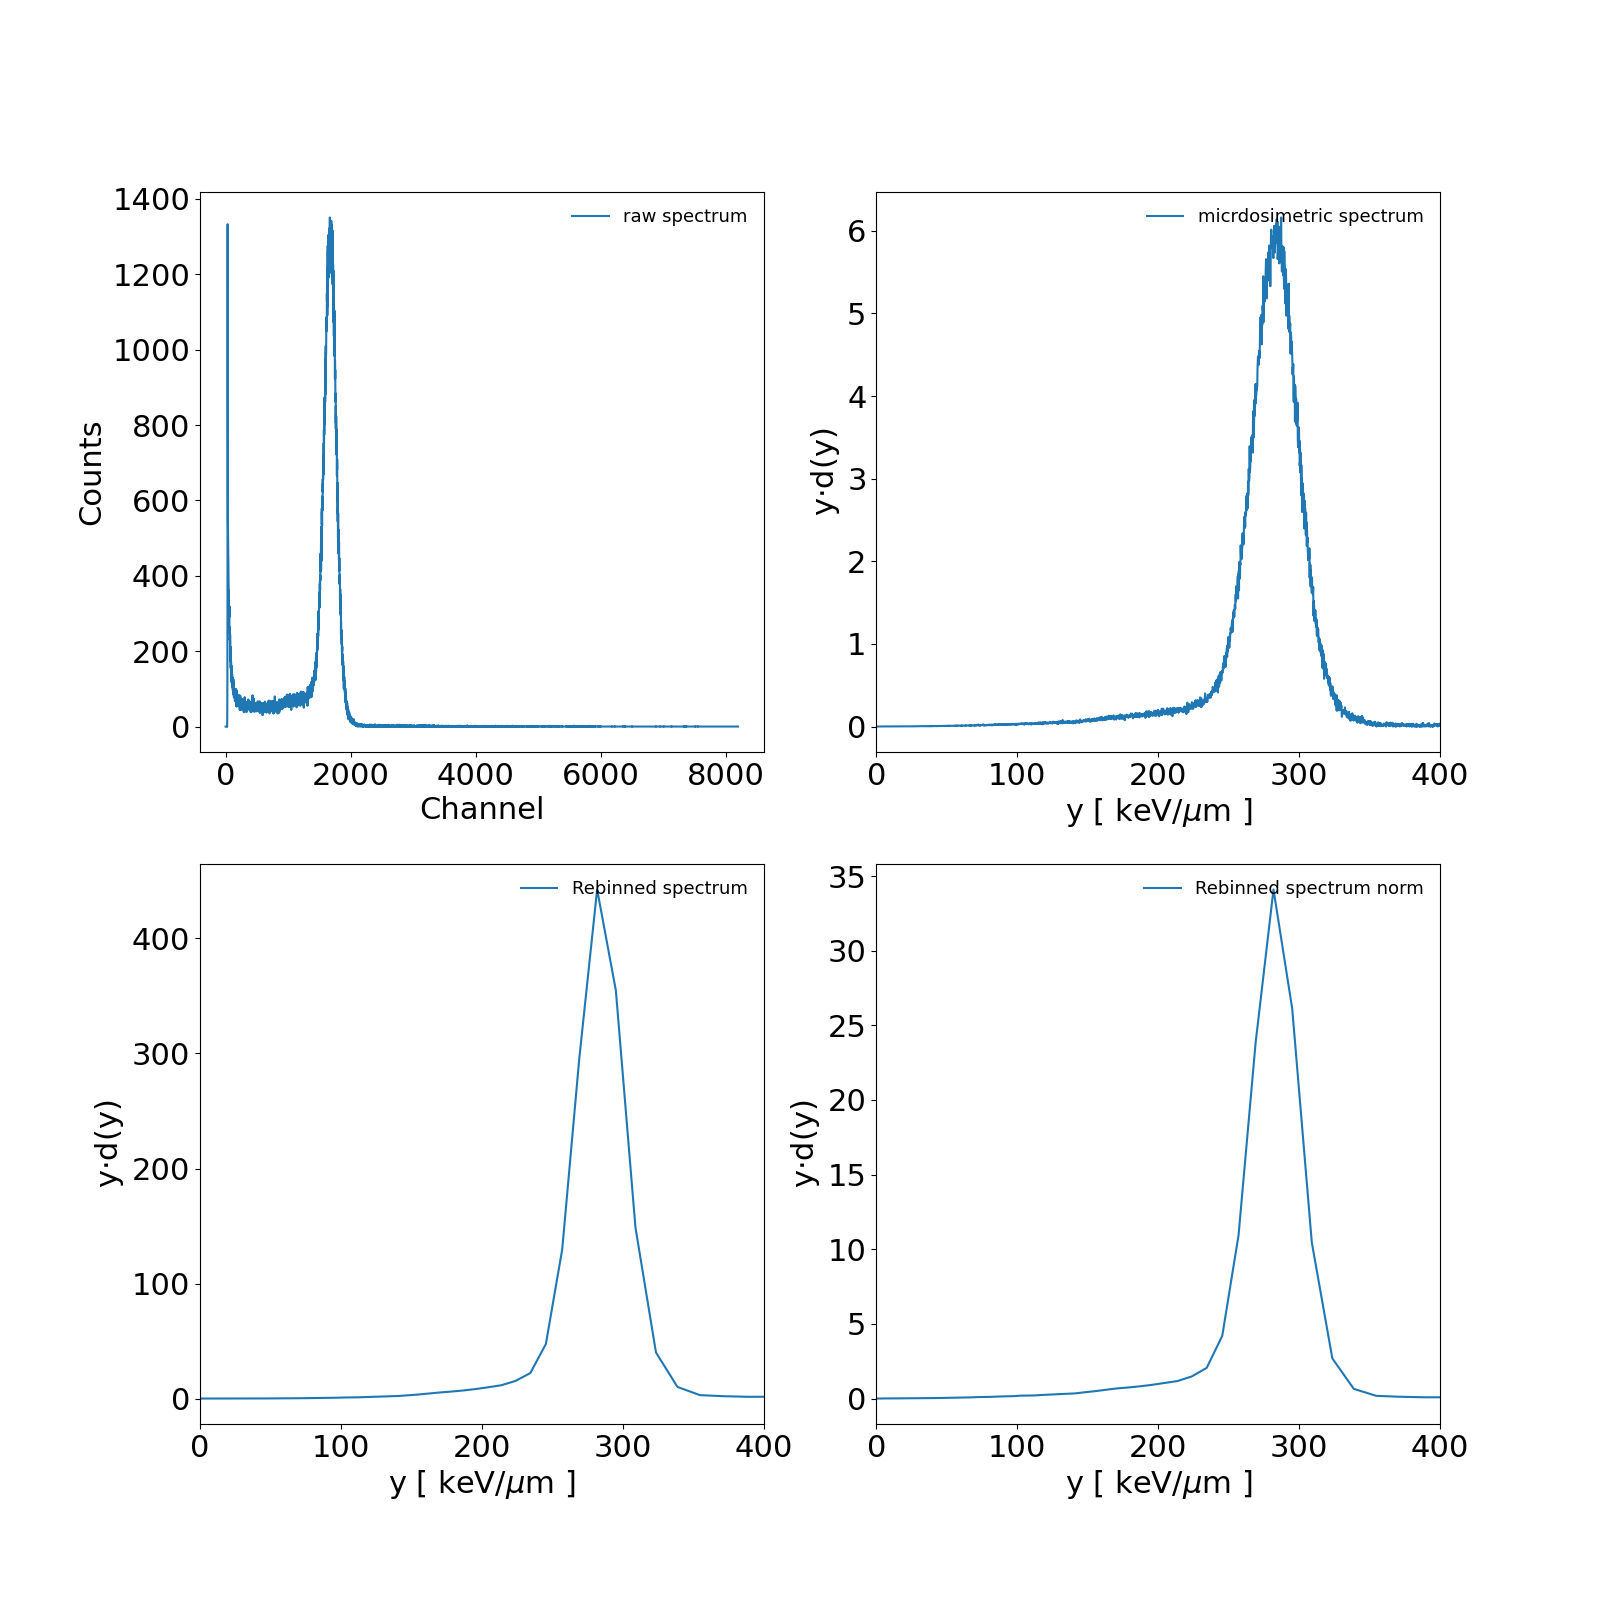 1400
1200
1000
800
600
400
200
0
Counts
raw spectrum
0 2000 4000 6000 8000
Channel
6
5
4
3
2
1
0
y·d(y)
micrdosimetric spectrum
0 100 200 300 400
y [ keV/μm ]
400
300
200
100
0
y·d(y)
Rebinned spectrum
0 100 200 300 400
y [ keV/μm ]
35
30
25
20
15
10
5
0
y·d(y)
Rebinned spectrum norm
0 100 200 300 400
y [ keV/μm ]